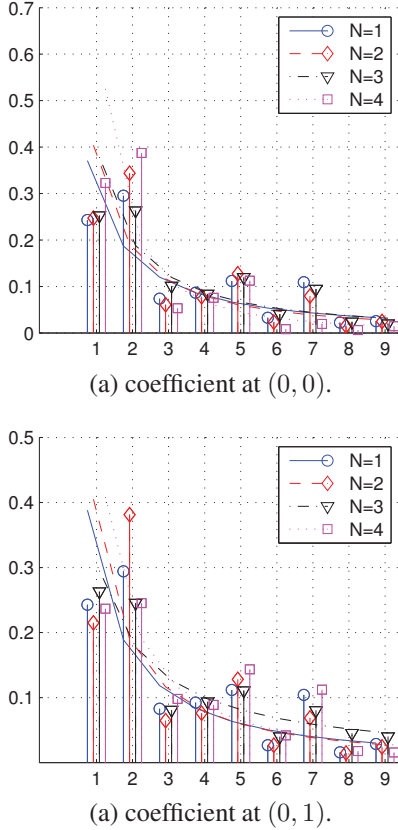 0.7
0.6
0.5
0.4
0.3
0.2
0.1
0
N=1
N=2
N=3
N=4
1 2 3 4 5 6 7 8 9
(a) coefficient at (0, 0).
0.5
0.4
0.3
0.2
0.1
N=1
N=2
N=3
N=4
1 2 3 4 5 6 7 8 9
(a) coefficient at (0, 1).